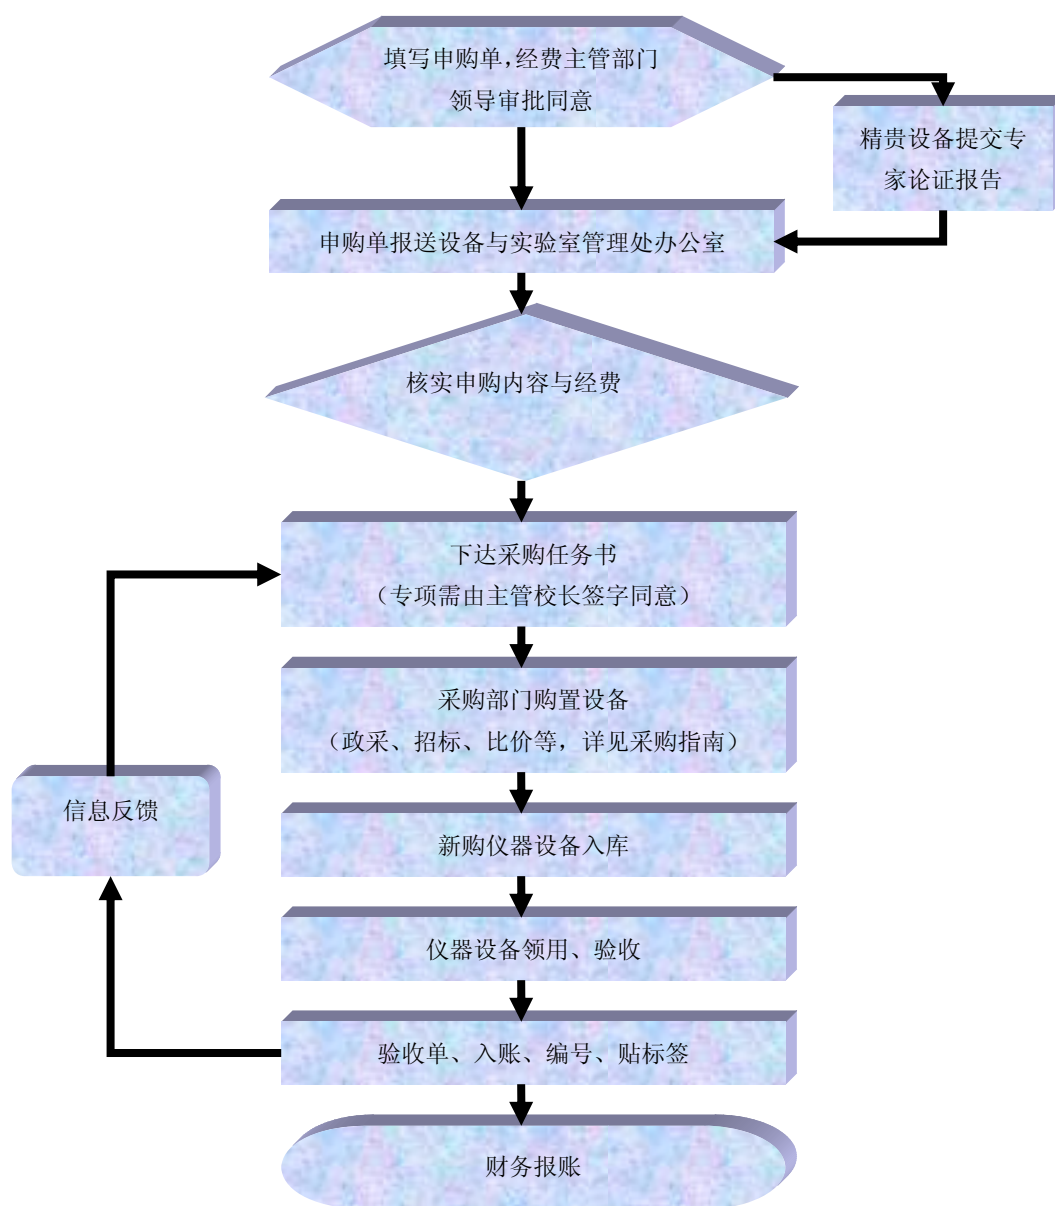 填写申购单，经费主管部门
领导审批同意
精贵设备提交专
家论证报告
申购单报送设备与实验室管理处办公室
核实申购内容与经费
下达采购任务书
（专项需由主管校长签字同意）
采购部门购置设备
（政采、招标、比价等，详见采购指南）
信息反馈
新购仪器设备入库
仪器设备领用、验收
验收单、入账、编号、贴标签
财务报账